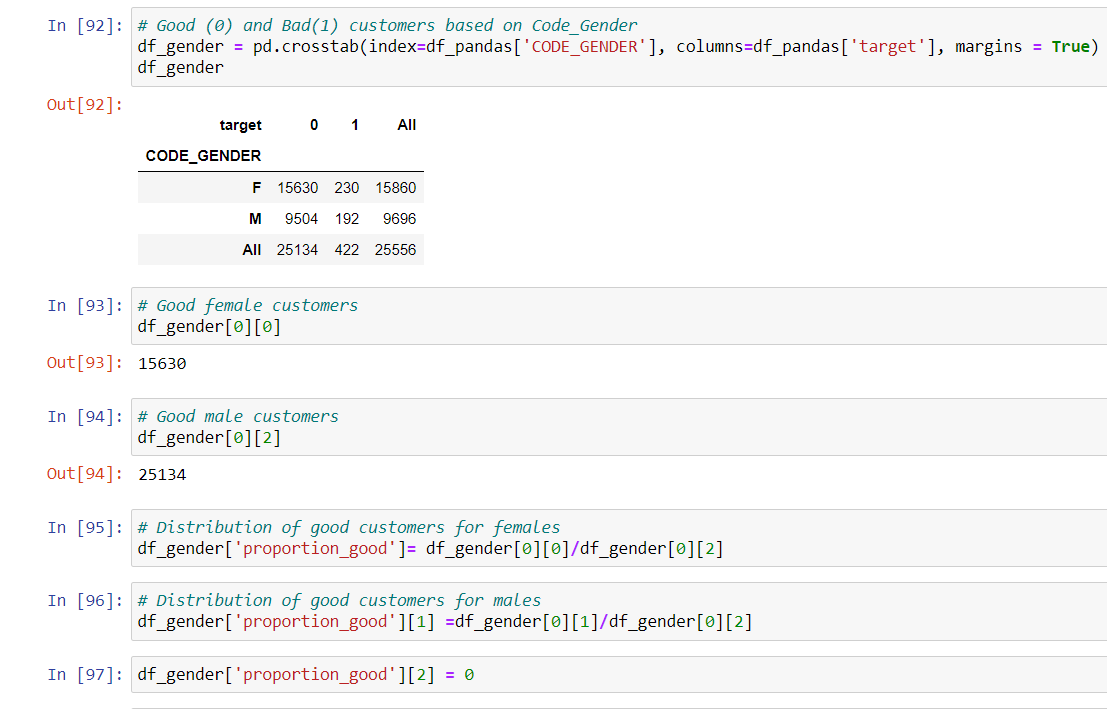 In [92]: # Good (0) and Bad(1) customers based on Code_Gender
df_gender = pd.crosstab(index=df_pandas['CODE_GENDER'], columns=df_pandas['target'], margins = True)
df_gender
Out[92]:
target 0 1 All
CODE_GENDER
F 15630 230 15860
M 9504 192 9696
All 25134 422 25556
In [93]: # Good female customers
df_gender[0][0]
Out[93]: 15630
In [94]: # Good male customers
df_gender[0][2]
Out[94]: 25134
In [95]: # Distribution of good customers for females
df_gender['proportion_good']= df_gender[0][0]/df_gender[0][2]
In [96]: # Distribution of good customers for males
df_gender['proportion_good'][1] =df_gender[0][1]/df_gender[0][2]
In [97]: df_gender['proportion_good'][2] = 0